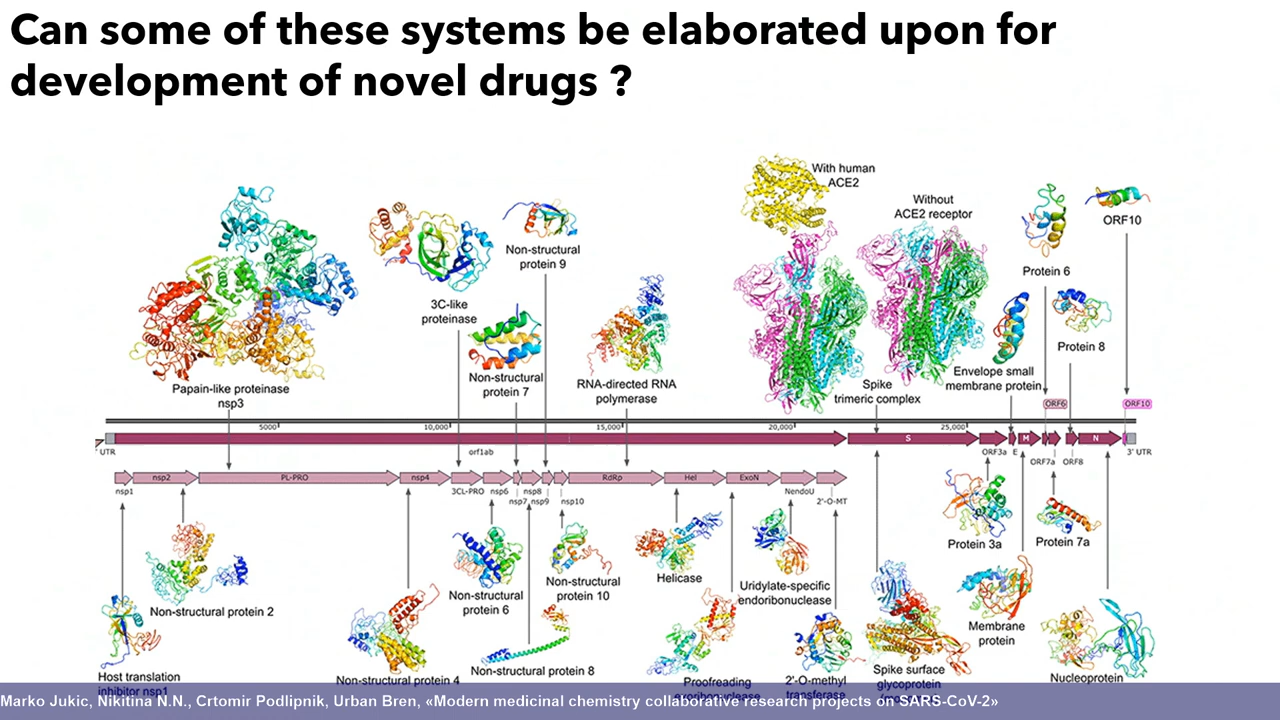 Can some of these systems be elaborated upon for
development of novel drugs ?
With human
ACE2
Without
ACE2 receptor
ORF10
Non-structural
protein 9
Protein 6
3C-like
proteinase
Protein 8
Non-structural
protein 7
RNA-directed RNA
polymerase
Envelope small
membrane protein
Papain-like proteinase
nsp3
Spike
trimeric complex
ORF6
ORF10
5000
10,000
15,000
20,000
25,000
S
M
N
' UTR
orf1ab
ORF3a
E
ORF7a
ORF8
3' UTR
nsp1
nsp2
PL-PRO
nsp4
3CL-PRO
nsp6
nsp7
nsp8
nsp9
nsp10
RdRp
Hel
ExoN
NendoU
2'-O-MT
Protein 3a
Protein 7a
Non-structural protein 2
Non-structural
protein 6
Non-structural
protein 10
Helicase
Uridylate-specific
endoribonuclease
Membrane
protein
Host translation
inhibitor nsp1
Non-structural protein 4
Non-structural protein 8
Proofreading
exoribonuclease
2'-O-methyl
transferase
Spike surface
glycoprotein
Nucleoprotein
Marko Jukic, Nikitina N.N., Crtomir Podlipnik, Urban Bren, «Modern medicinal chemistry collaborative research projects on SARS-CoV-2»